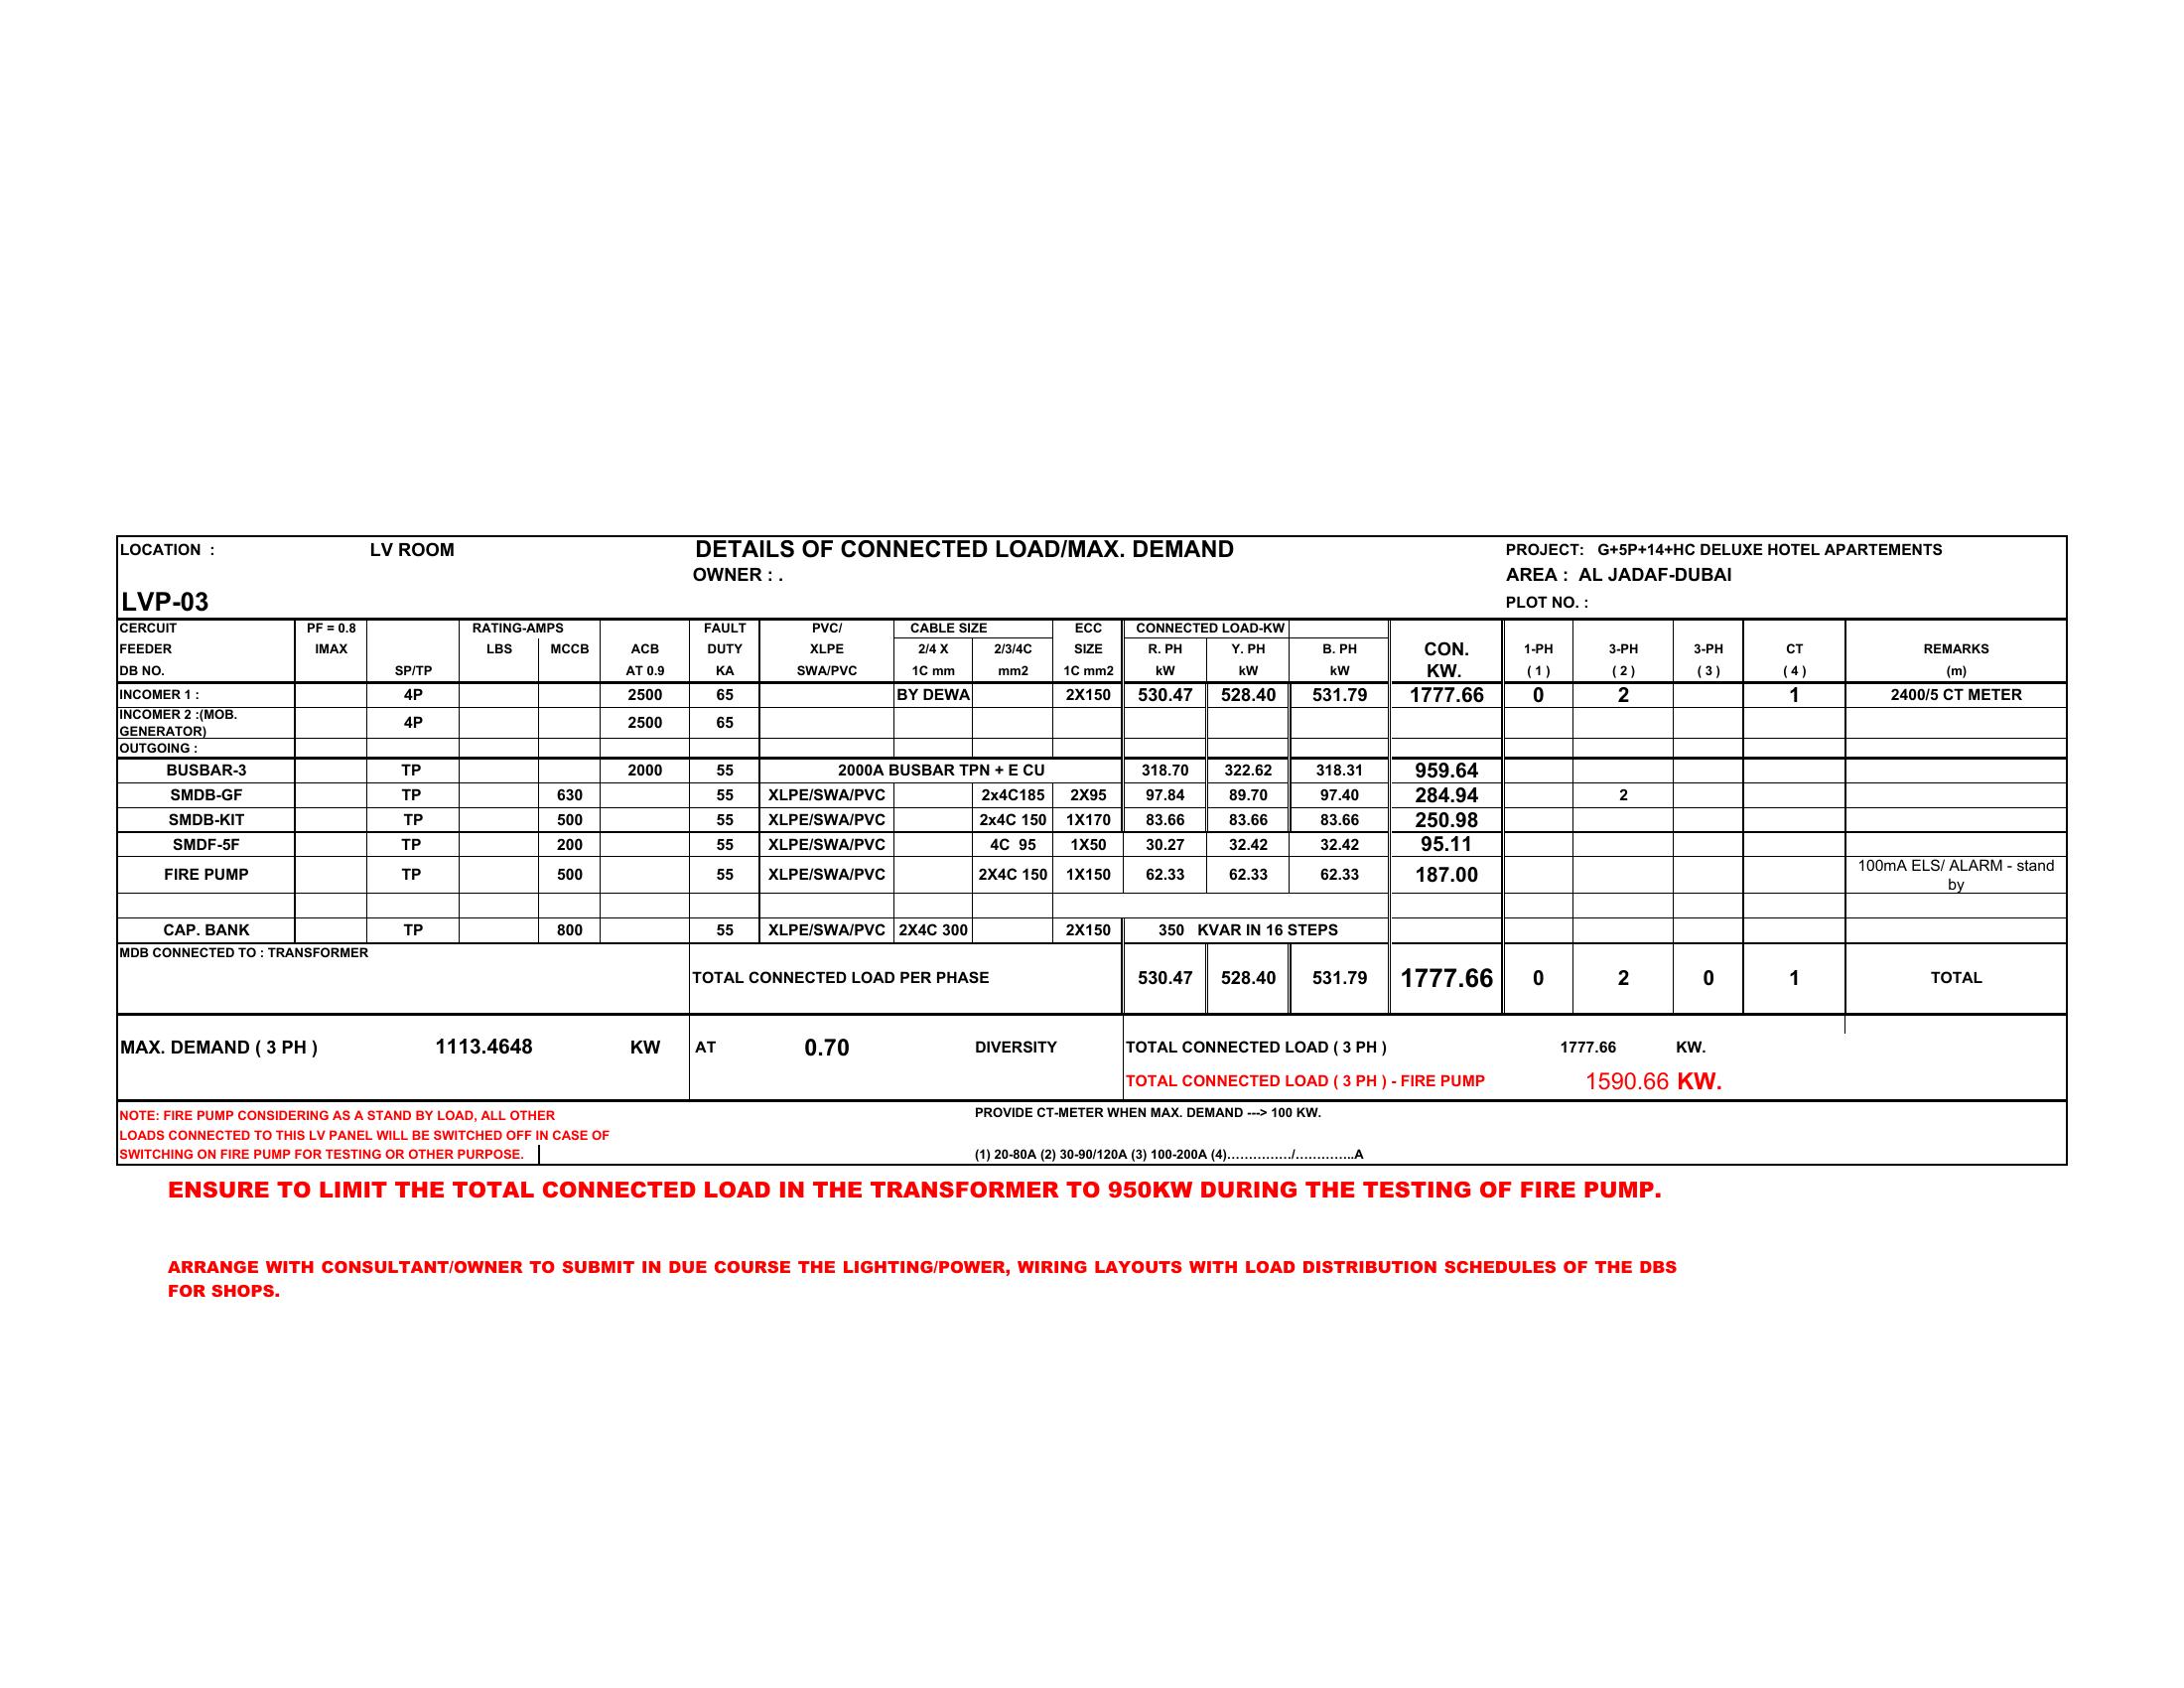 LOCATION : LV ROOM DETAILS OF CONNECTED LOAD/MAX. DEMAND PROJECT: G+5P+14+HC DELUXE HOTEL APARTEMENTS
OWNER : . AREA : AL JADAF-DUBAI
LVP-03 PLOT NO. :
CERCUIT PF = 0.8 RATING-AMPS FAULT PVC/ CABLE SIZE ECC CONNECTED LOAD-KW
FEEDER IMAX LBS MCCB ACB DUTY XLPE 2/4 X 2/3/4C SIZE R. PH Y. PH B. PH CON. 1-PH 3-PH 3-PH CT REMARKS
DB NO. SP/TP AT 0.9 KA SWA/PVC 1C mm mm2 1C mm2 kW kW kW KW. ( 1 ) ( 2 ) ( 3 ) ( 4 ) (m)
INCOMER 1 : 4P 2500 65 BY DEWA 2X150 530.47 528.40 531.79 1777.66 0 2 1 2400/5 CT METER
INCOMER 2 :(MOB.
GENERATOR) 4P 2500 65
OUTGOING :
BUSBAR-3 TP 2000 55 2000A BUSBAR TPN + E CU 318.70 322.62 318.31 959.64
SMDB-GF TP 630 55 XLPE/SWA/PVC 2x4C185 2X95 97.84 89.70 97.40 284.94 2
SMDB-KIT TP 500 55 XLPE/SWA/PVC 2x4C 150 1X170 83.66 83.66 83.66 250.98
SMDF-5F TP 200 55 XLPE/SWA/PVC 4C 95 1X50 30.27 32.42 32.42 95.11
FIRE PUMP TP 500 55 XLPE/SWA/PVC 2X4C 150 1X150 62.33 62.33 62.33 187.00 100mA ELS/ ALARM - stand
by
CAP. BANK TP 800 55 XLPE/SWA/PVC 2X4C 300 2X150 350 KVAR IN 16 STEPS
MDB CONNECTED TO : TRANSFORMER
TOTAL CONNECTED LOAD PER PHASE 530.47 528.40 531.79 1777.66 0 2 0 1 TOTAL
MAX. DEMAND ( 3 PH ) 1113.4648 KW AT 0.70 DIVERSITY TOTAL CONNECTED LOAD ( 3 PH ) 1777.66 KW.
TOTAL CONNECTED LOAD ( 3 PH ) - FIRE PUMP 1590.66 KW.
NOTE: FIRE PUMP CONSIDERING AS A STAND BY LOAD, ALL OTHER PROVIDE CT-METER WHEN MAX. DEMAND ---> 100 KW.
LOADS CONNECTED TO THIS LV PANEL WILL BE SWITCHED OFF IN CASE OF
SWITCHING ON FIRE PUMP FOR TESTING OR OTHER PURPOSE. (1) 20-80A (2) 30-90/120A (3) 100-200A (4)……………/…………..A
ENSURE TO LIMIT THE TOTAL CONNECTED LOAD IN THE TRANSFORMER TO 950KW DURING THE TESTING OF FIRE PUMP.
ARRANGE WITH CONSULTANT/OWNER TO SUBMIT IN DUE COURSE THE LIGHTING/POWER, WIRING LAYOUTS WITH LOAD DISTRIBUTION SCHEDULES OF THE DBS
FOR SHOPS.